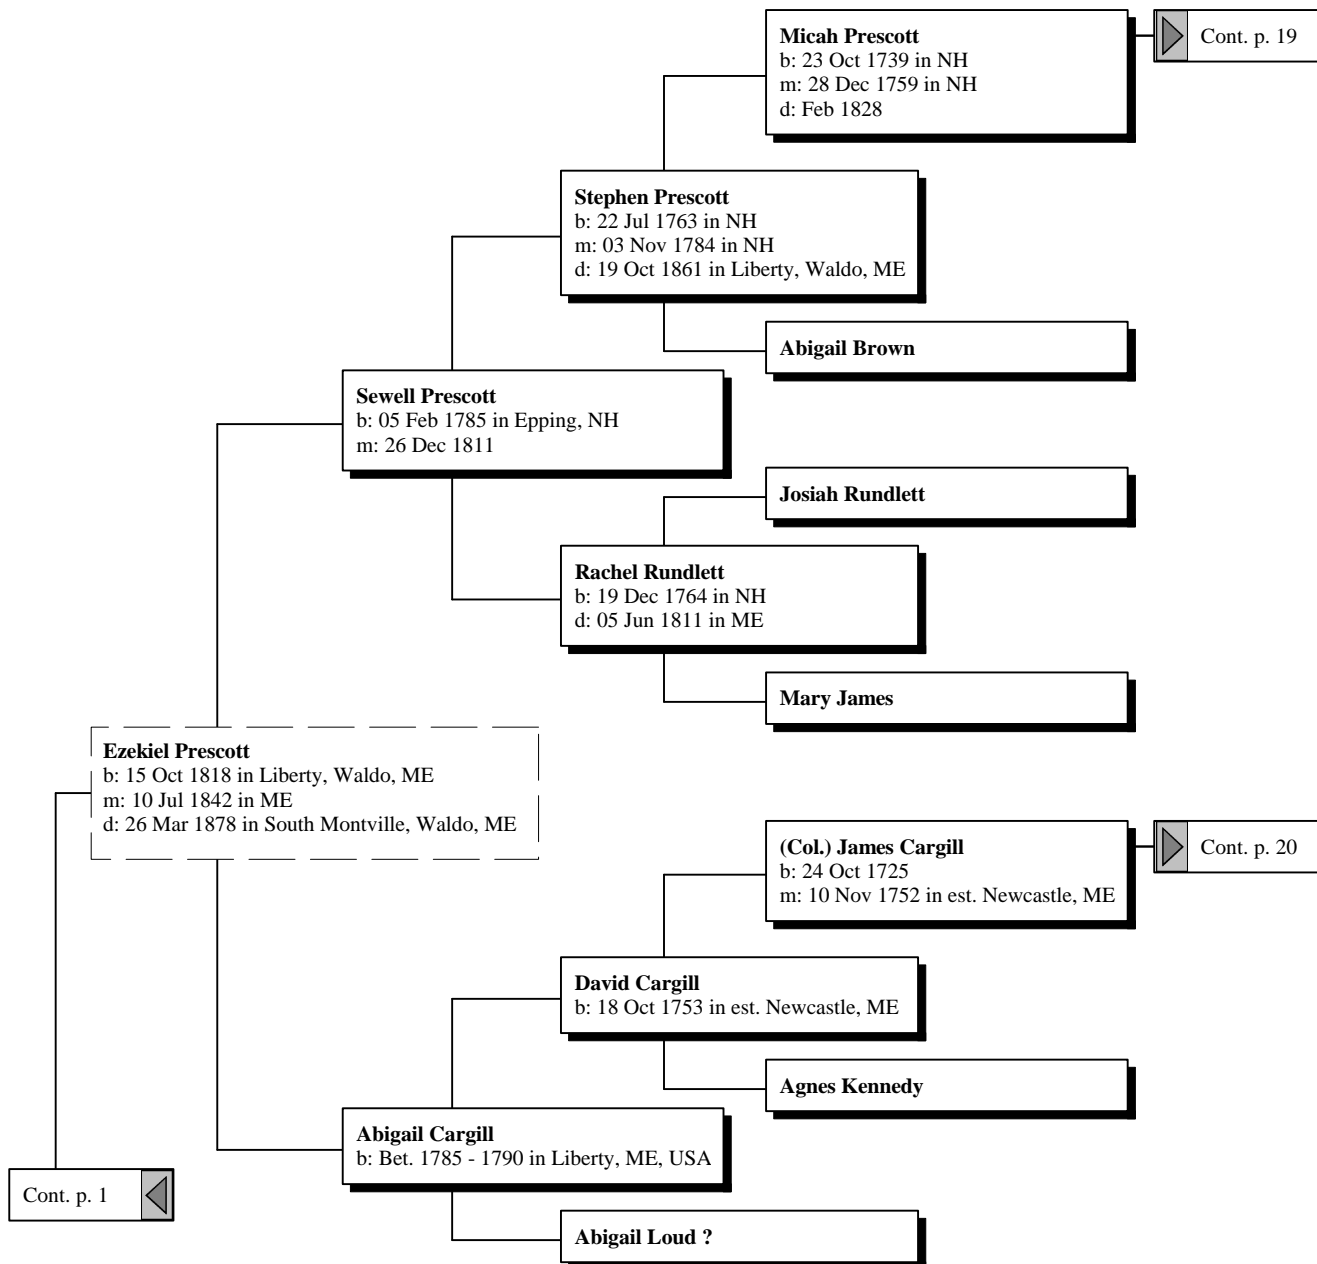 Micah Prescott
b: 23 Oct 1739 in NH
m: 28 Dec 1759 in NH
d: Feb 1828
Cont. p. 19
Stephen Prescott
b: 22 Jul 1763 in NH
m: 03 Nov 1784 in NH
d: 19 Oct 1861 in Liberty, Waldo, ME
Abigail Brown
Sewell Prescott
b: 05 Feb 1785 in Epping, NH
m: 26 Dec 1811
Josiah Rundlett
Rachel Rundlett
b: 19 Dec 1764 in NH
d: 05 Jun 1811 in ME
Mary James
Ezekiel Prescott
b: 15 Oct 1818 in Liberty, Waldo, ME
m: 10 Jul 1842 in ME
d: 26 Mar 1878 in South Montville, Waldo, ME
(Col.) James Cargill
b: 24 Oct 1725
m: 10 Nov 1752 in est. Newcastle, ME
Cont. p. 20
David Cargill
b: 18 Oct 1753 in est. Newcastle, ME
Agnes Kennedy
Abigail Cargill
b: Bet. 1785 - 1790 in Liberty, ME, USA
Cont. p. 1
Abigail Loud ?